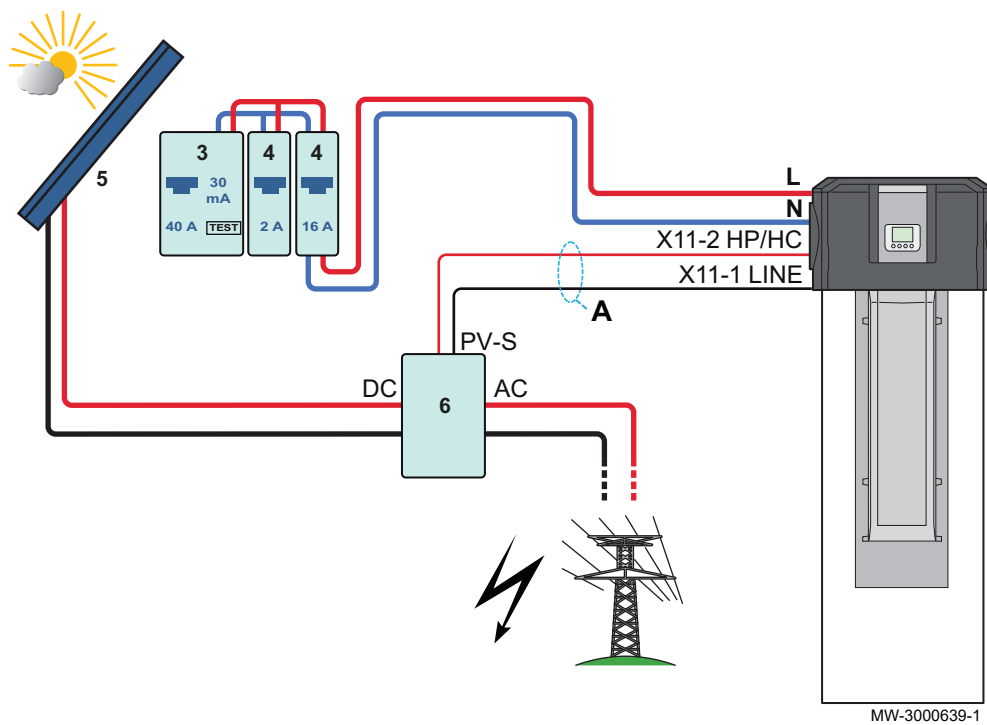 5
3
30
mA
40 A
TEST
4
2 A
4
16 A
L
N
X11-2 HP/HC
X11-1 LINE
A
PV-S
DC
6
AC
MW-3000639-1